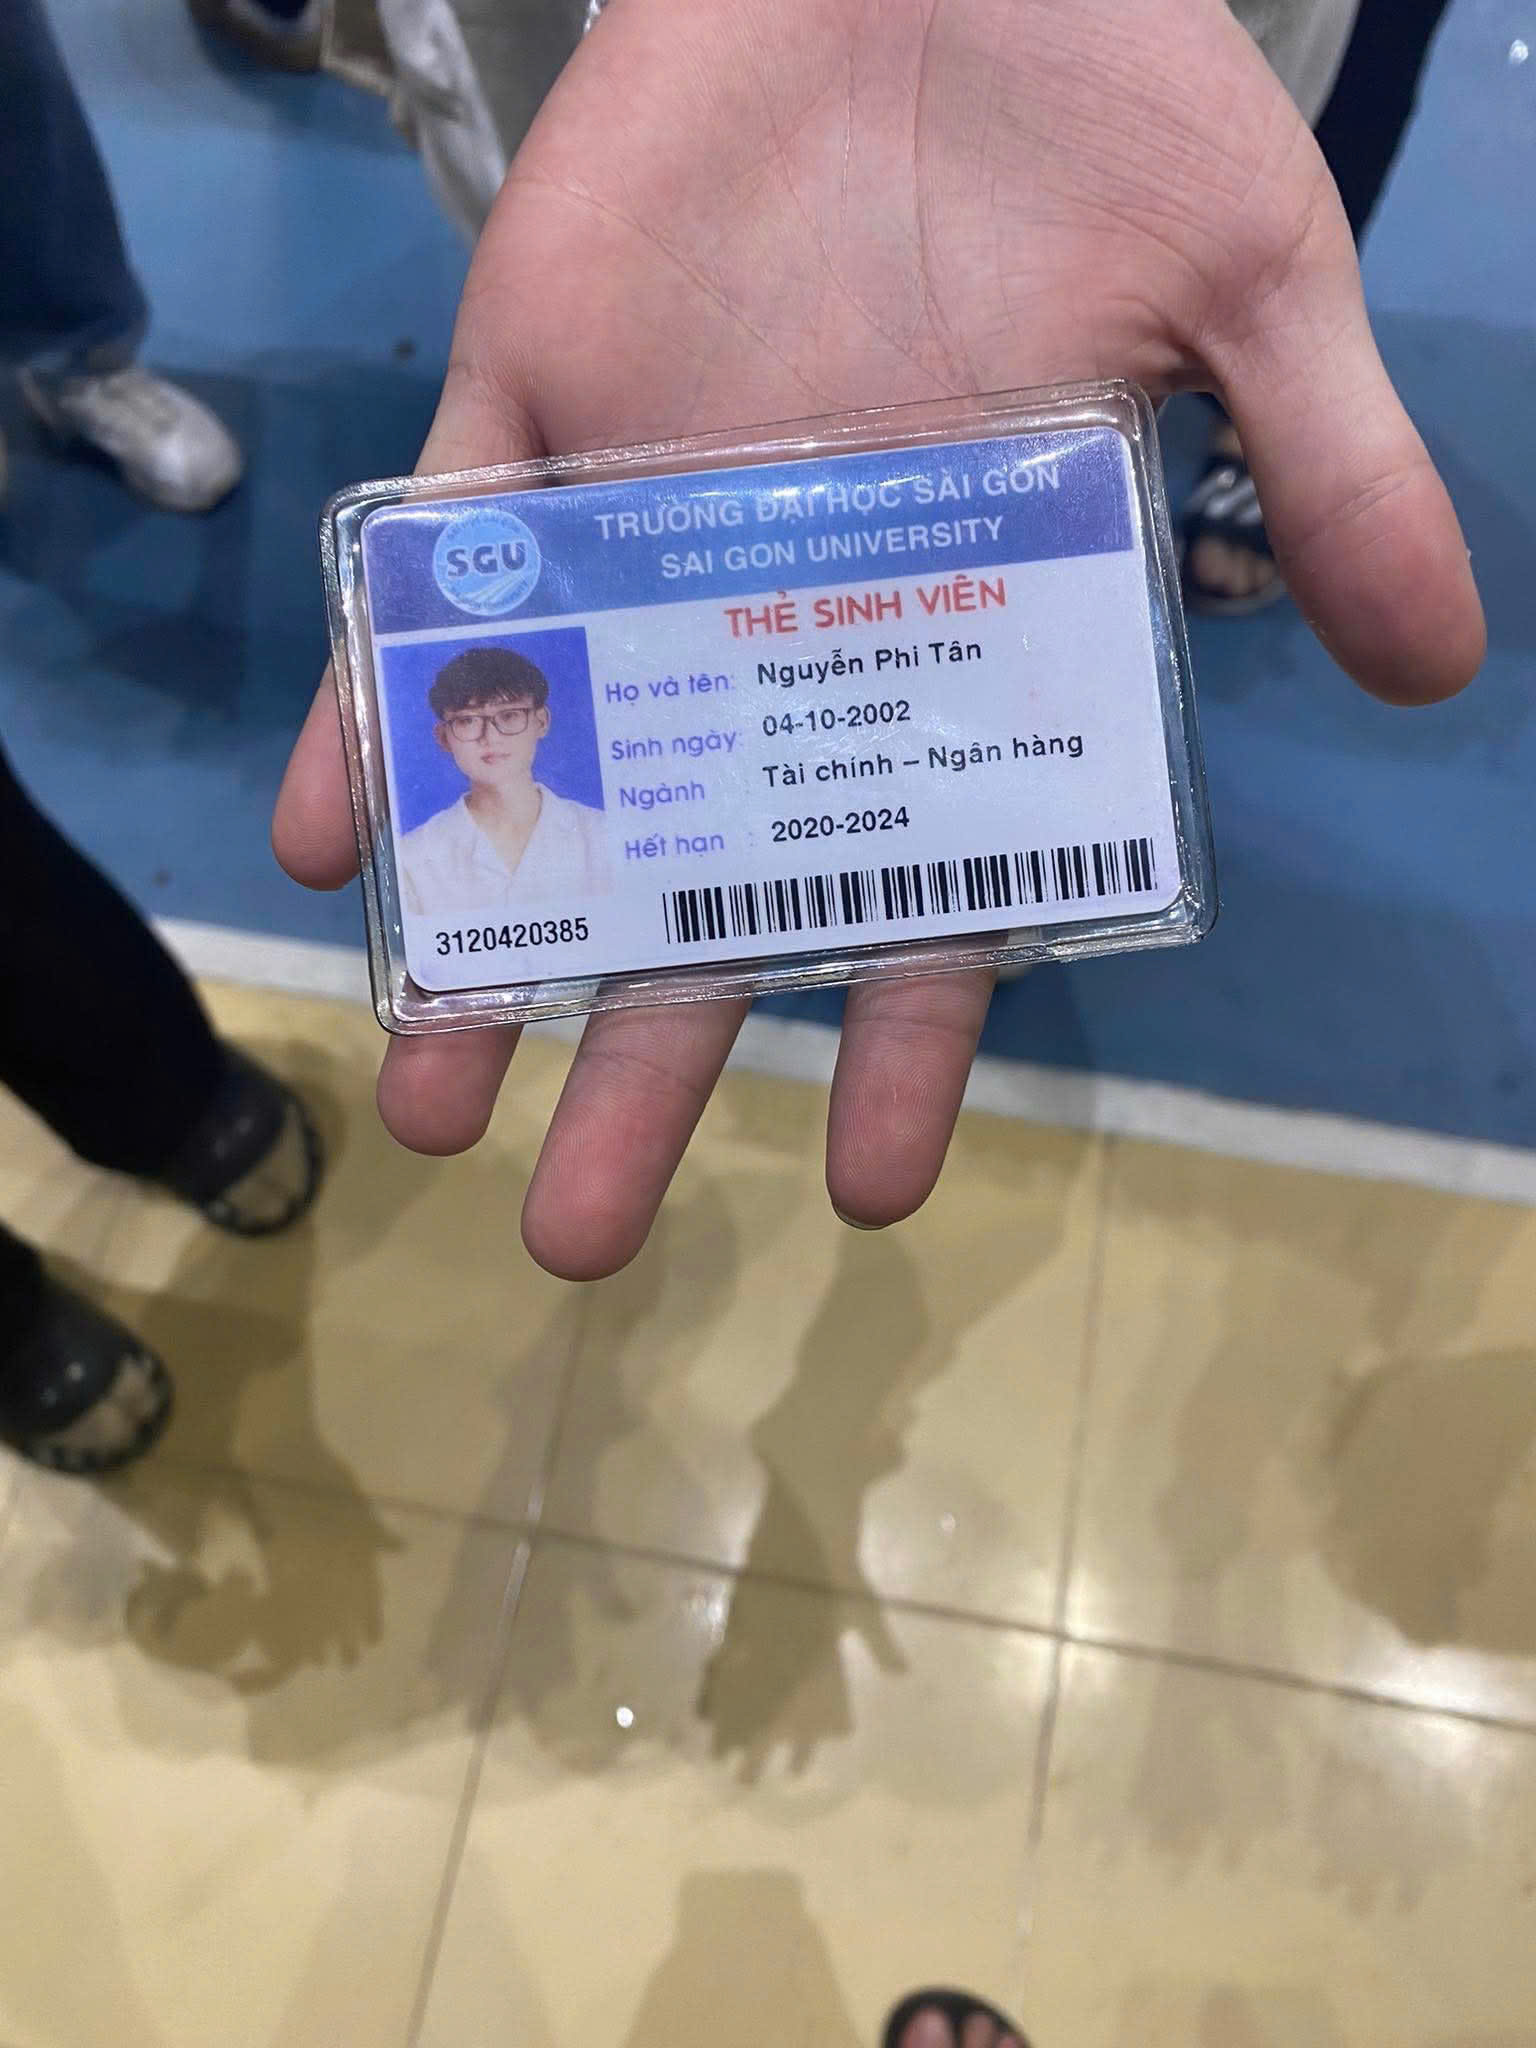 SGU
TRƯỜNG ĐẠI HỌC SÀI GÒN
SAI GON UNIVERSITY
THẺ SINH VIÊN
Họ và tên: Nguyễn Phi Tân
Sinh ngày: 04-10-2002
Ngành Tài chính – Ngân hàng
Hết hạn : 2020-2024
3120420385